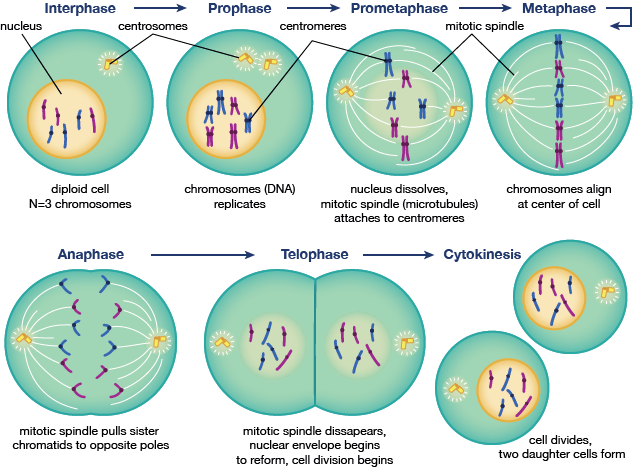 Interphase
Prophase
Prometaphase
Metaphase
nucleus
centrosomes
centromeres
mitotic spindle
diploid cell
N=3 chromosomes
chromosomes (DNA)
replicates
nucleus dissolves,
mitotic spindle (microtubules)
attaches to centromeres
chromosomes align
at center of cell
Anaphase
Telophase
Cytokinesis
mitotic spindle pulls sister
chromatids to opposite poles
mitotic spindle dissapears,
nuclear envelope begins
to reform, cell division begins
cell divides,
two daughter cells form